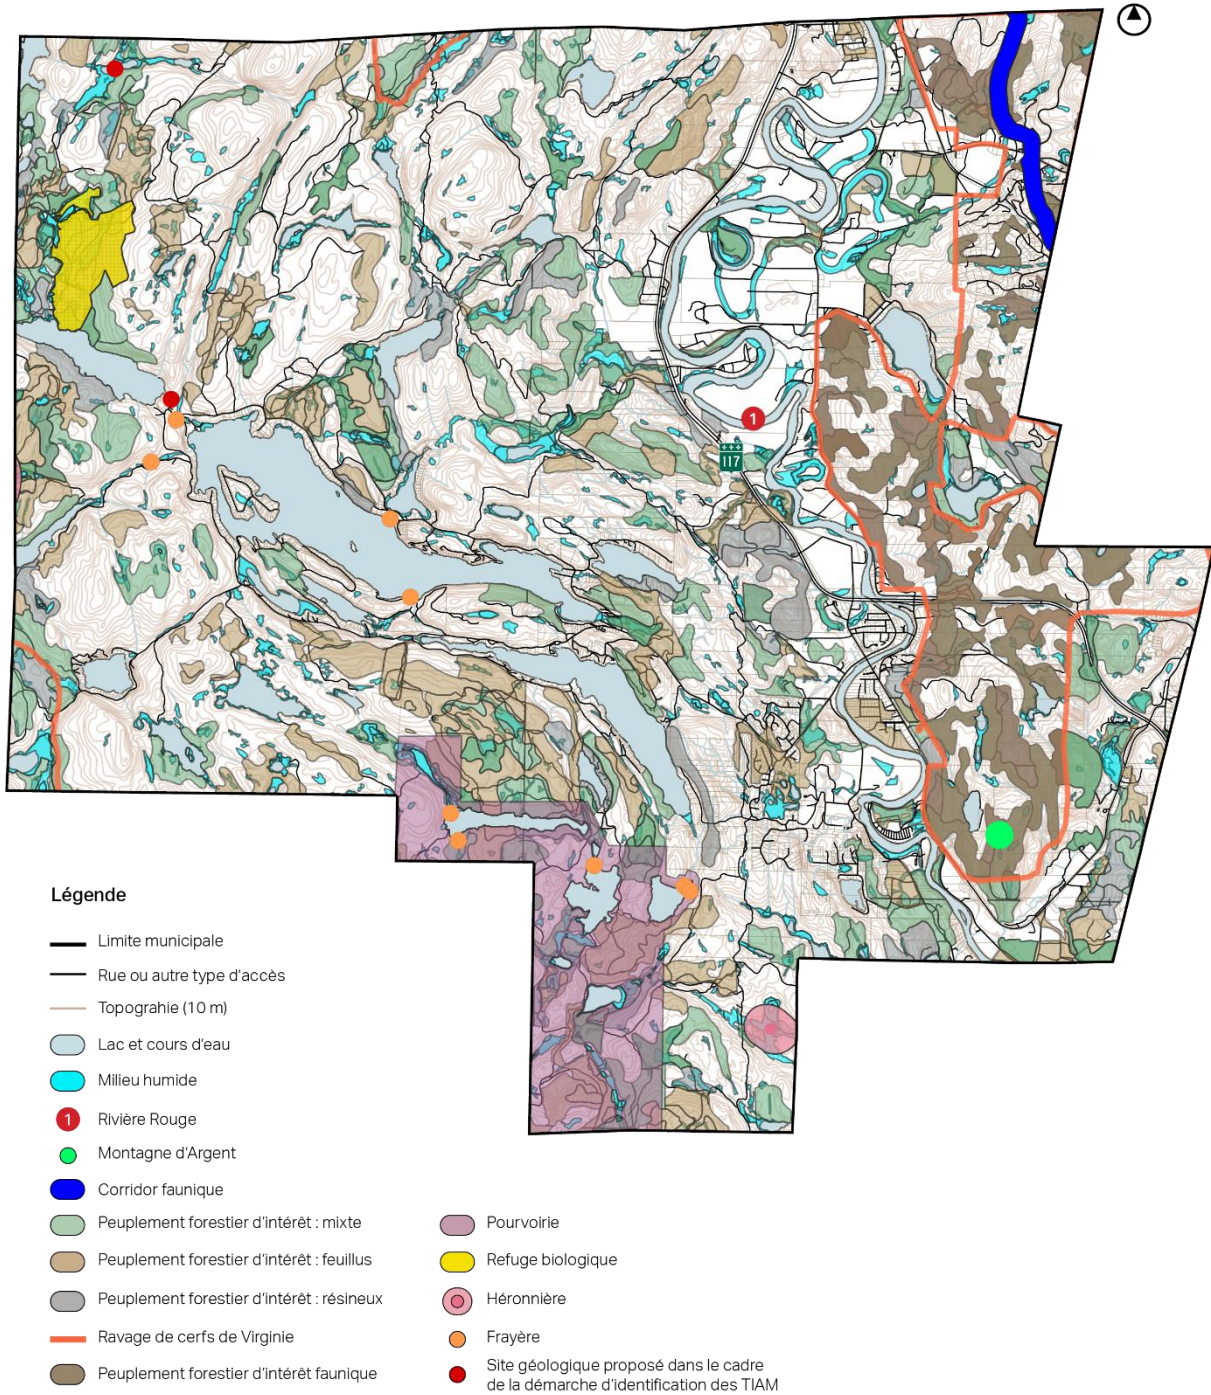 1
117
Légende
Limite municipale
Rue ou autre type d'accès
Topograhie (10 m)
Lac et cours d'eau
Milieu humide
1 Rivière Rouge
Montagne d'Argent
Corridor faunique
Peuplement forestier d'intérêt : mixte
Peuplement forestier d'intérêt : feuillus
Peuplement forestier d'intérêt : résineux
Ravage de cerfs de Virginie
Peuplement forestier d'intérêt faunique
Pourvoirie
Refuge biologique
Héronnière
Frayère
Site géologique proposé dans le cadre
de la démarche d'identification des TIAM